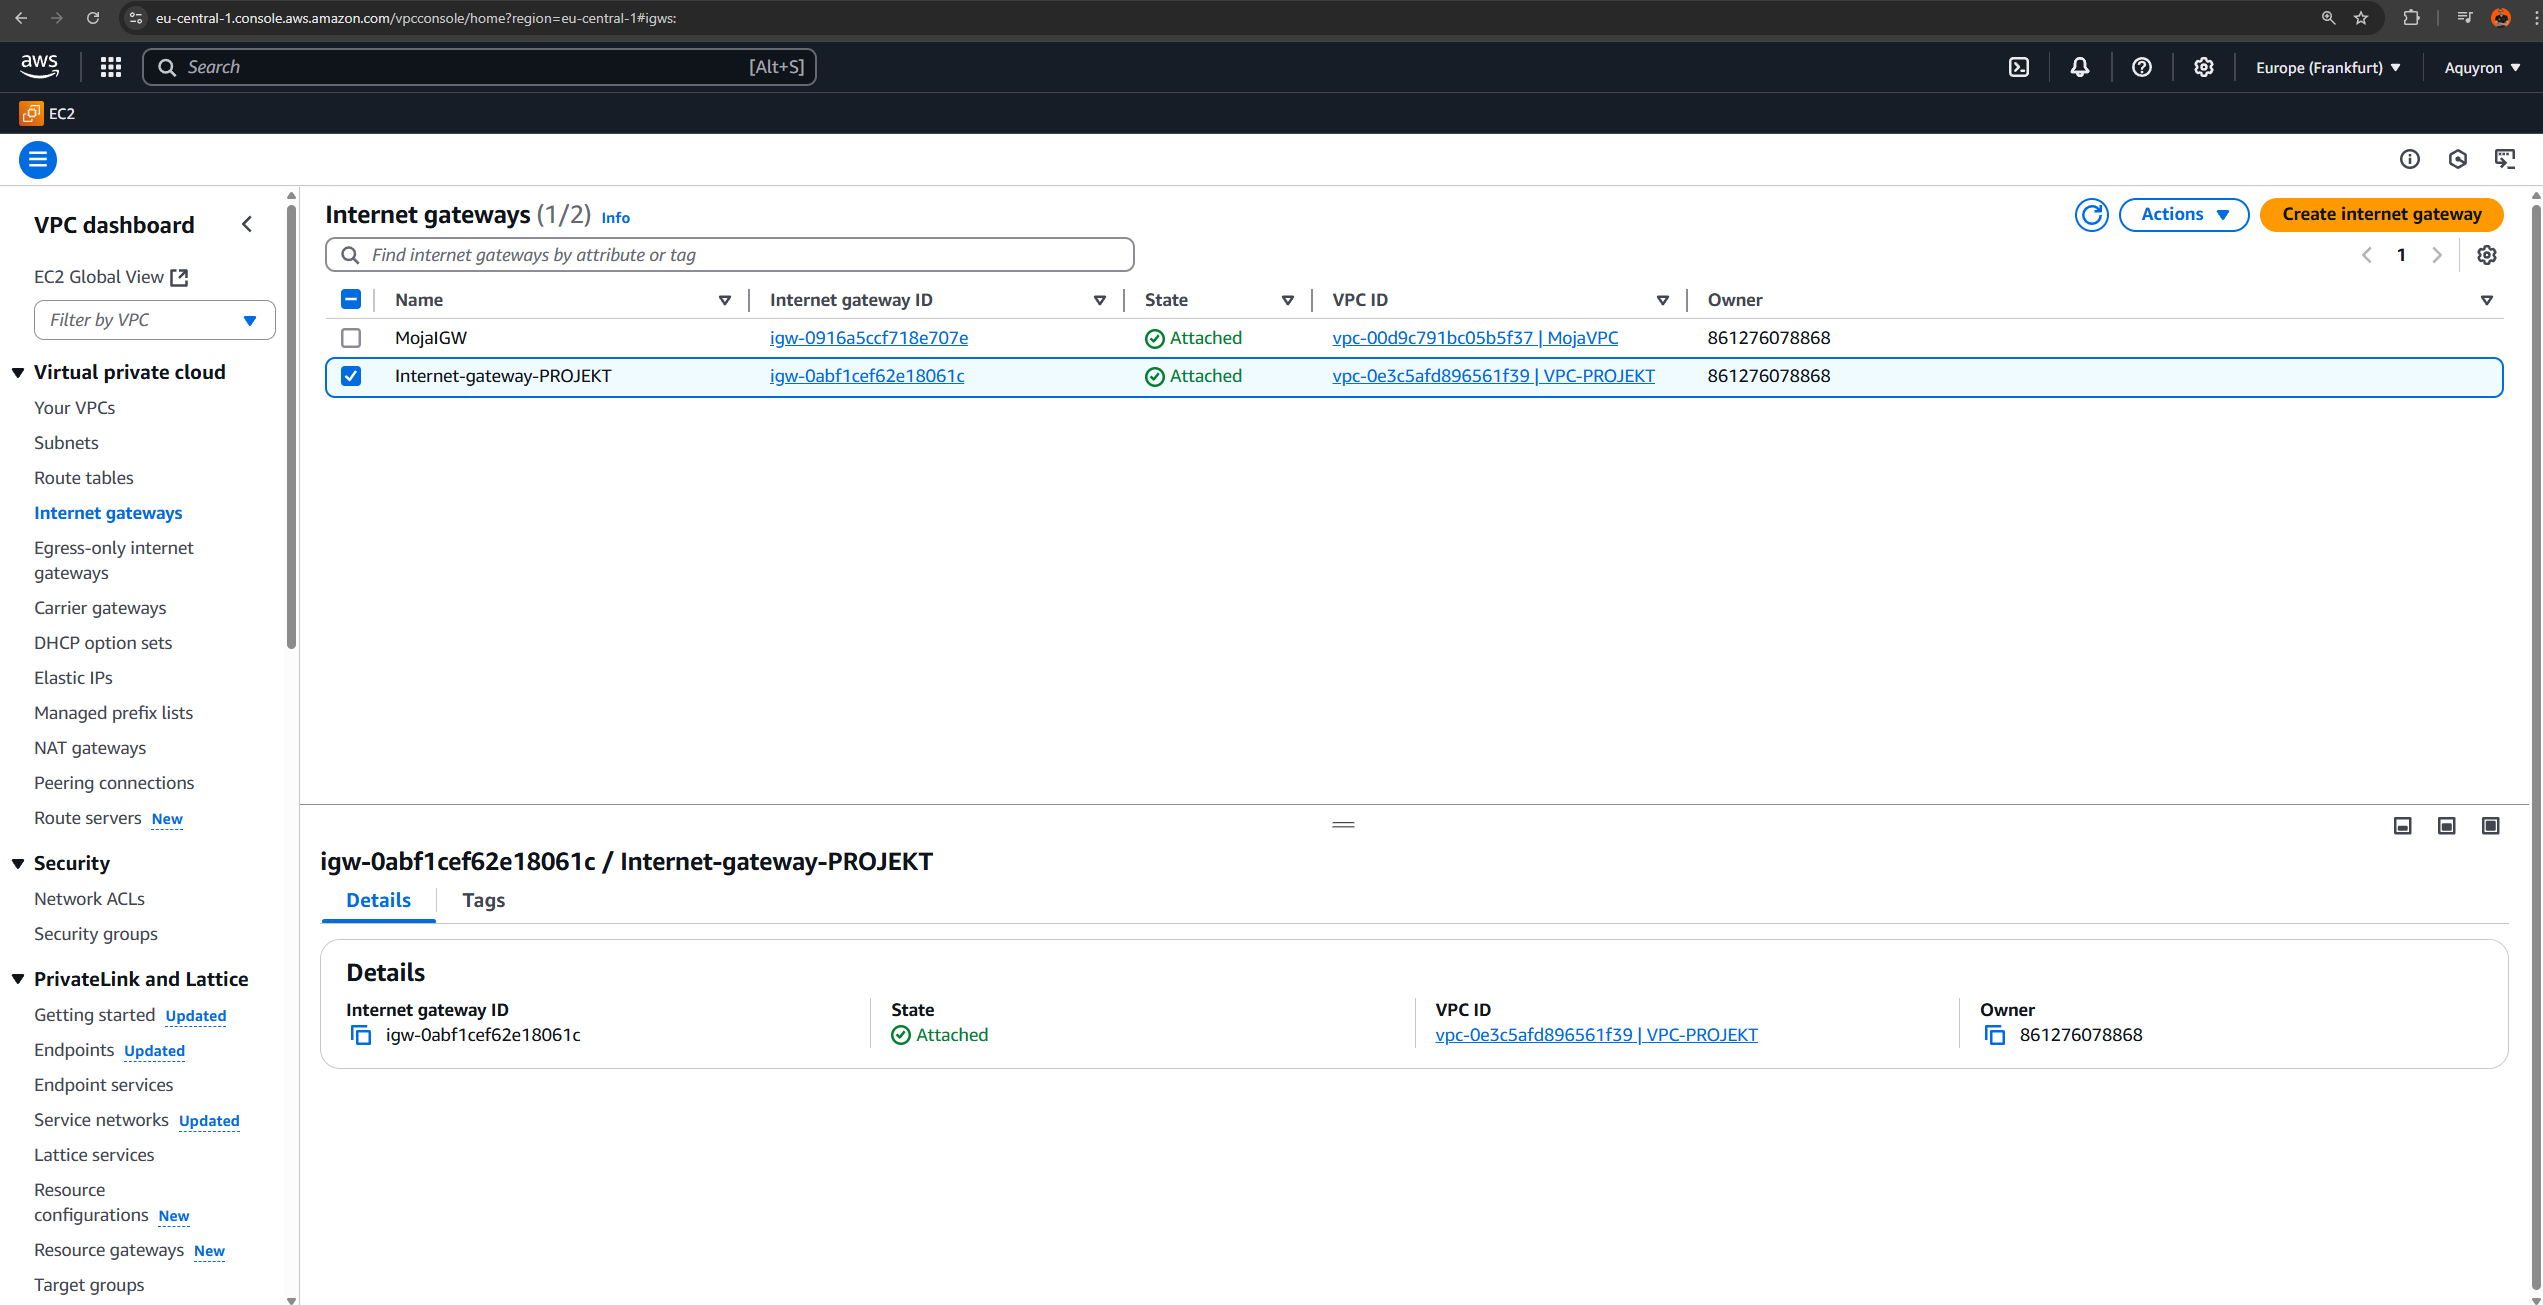 eu-central-1.console.aws.amazon.com/vpcconsole/home?region=eu-central-1#igws:
aws
Search
[Alt+S]
Europe (Frankfurt)
Aquyron
EC2
VPC dashboard
EC2 Global View
Filter by VPC
Virtual private cloud
Your VPCs
Subnets
Route tables
Internet gateways
Egress-only internet
gateways
Carrier gateways
DHCP option sets
Elastic IPs
Managed prefix lists
NAT gateways
Peering connections
Route servers New
Security
Network ACLs
Security groups
PrivateLink and Lattice
Getting started Updated
Endpoints Updated
Endpoint services
Service networks Updated
Lattice services
Resource
configurations New
Resource gateways New
Target groups
Internet gateways (1/2) Info
Actions
Create internet gateway
Find internet gateways by attribute or tag
1
Name Internet gateway ID State VPC ID Owner
MojaIGW igw-0916a5ccf718e707e Attached vpc-00d9c791bc05b5f37 | MojaVPC 861276078868
Internet-gateway-PROJEKT igw-0abf1cef62e18061c Attached vpc-0e3c5afd896561f39 | VPC-PROJEKT 861276078868
igw-0abf1cef62e18061c / Internet-gateway-PROJEKT
Details Tags
Details
Internet gateway ID State VPC ID Owner
igw-0abf1cef62e18061c Attached vpc-0e3c5afd896561f39 | VPC-PROJEKT 861276078868